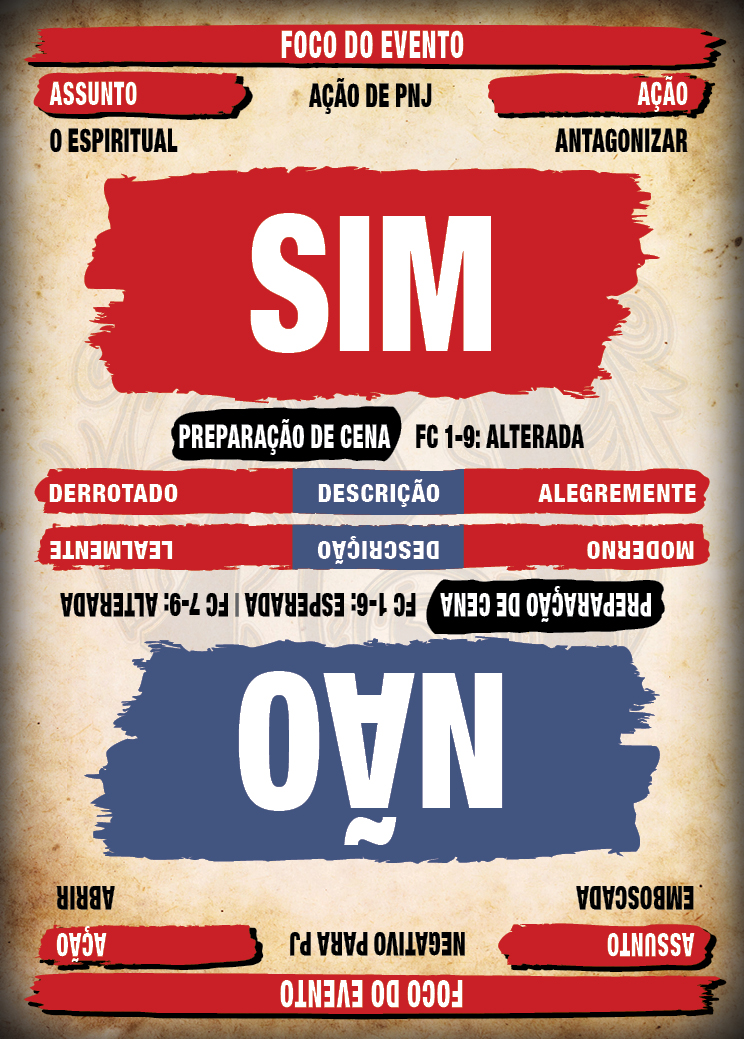 FOCO DO EVENTO
ASSUNTO AÇÃO DE PNJ AÇÃO
O ESPIRITUAL ANTAGONIZAR
SIM
PREPARAÇÃO DE CENA FC 1-9: ALTERADA
DERROTADO DESCRIÇÃO ALEGREMENTE
MODERNO DESCRIÇÃO LEALMENTE
PREPARAÇÃO DE CENA FC 1-6: ESPERADA | FC 7-9: ALTERADA
NÃO
EMBOSCADA ABRIR
ASSUNTO NEGATIVO PARA PJ AÇÃO
FOCO DO EVENTO